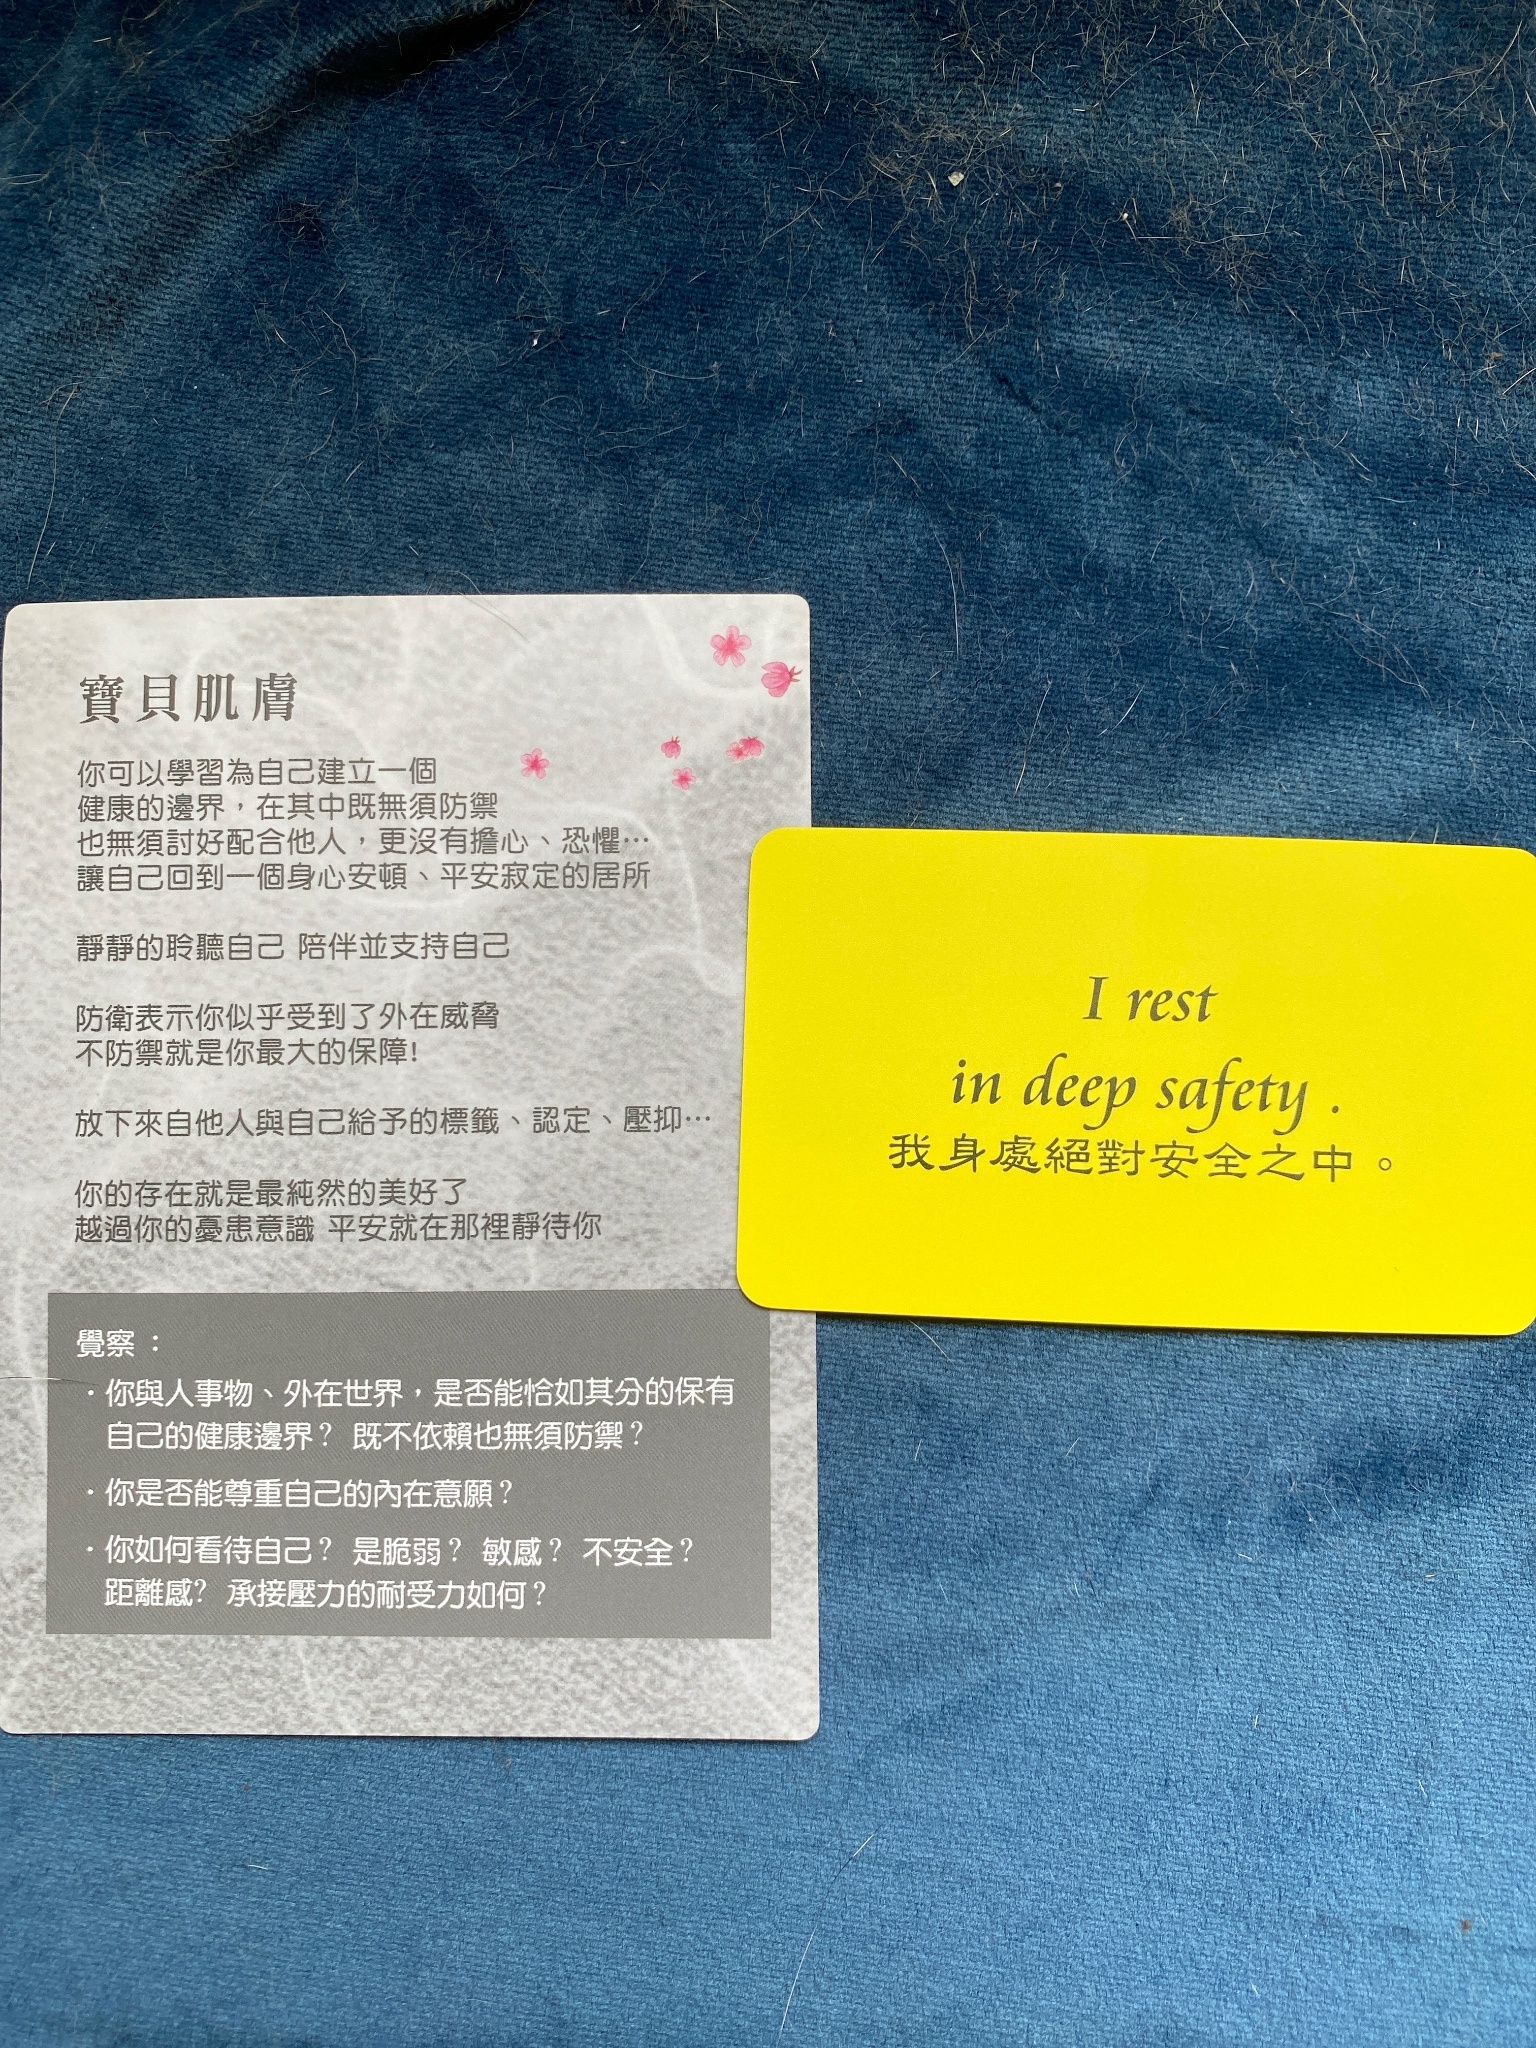 寶貝肌膚
你可以學習為自己建立一個
健康的邊界，在其中既無須防禦
也無須討好配合他人，更沒有擔心、恐懼…
讓自己回到一個身心安頓、平安寂定的居所
靜靜的聆聽自己 陪伴並支持自己
防衛表示你似乎受到了外在威脅
不防禦就是你最大的保障!
放下來自他人與自己給予的標籤、認定、壓抑…
你的存在就是最純然的美好了
越過你的憂患意識 平安就在那裡靜待你
覺察：
·你與人事物、外在世界，是否能恰如其分的保有
自己的健康邊界？ 既不依賴也無須防禦？
·你是否能尊重自己的內在意願？
·你如何看待自己？ 是脆弱？ 敏感？ 不安全？
距離感? 承接壓力的耐受力如何？
I rest
in deep safety .
我身處絕對安全之中。